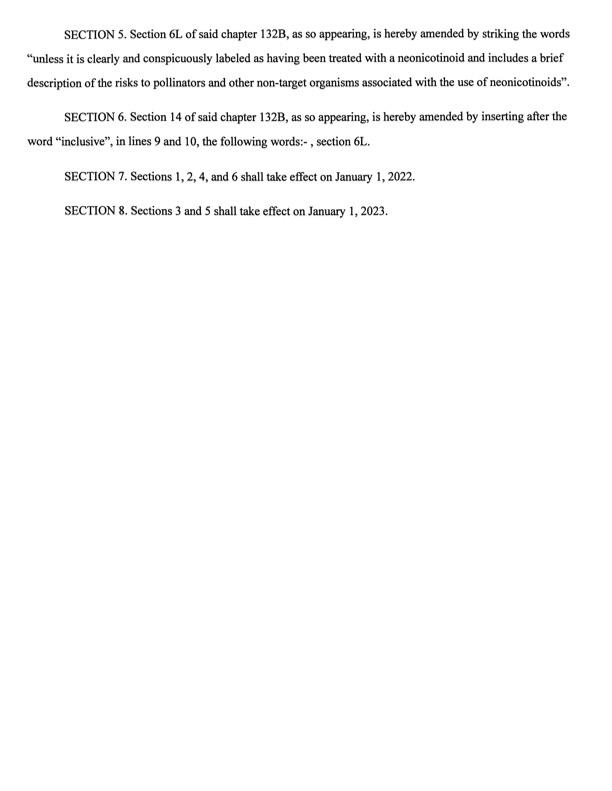 SECTION 5. Section 6L of said chapter 132B, as so appearing, is hereby amended by striking the words
“unless it is clearly and conspicuously labeled as having been treated with a neonicotinoid and includes a brief
description of the risks to pollinators and other non-target organisms associated with the use of neonicotinoids”.
SECTION 6. Section 14 of said chapter 132B, as so appearing, is hereby amended by inserting after the
word “inclusive”, in lines 9 and 10, the following words:- , section 6L.
SECTION 7. Sections 1, 2, 4, and 6 shall take effect on January 1, 2022.
SECTION 8. Sections 3 and 5 shall take effect on January 1, 2023.